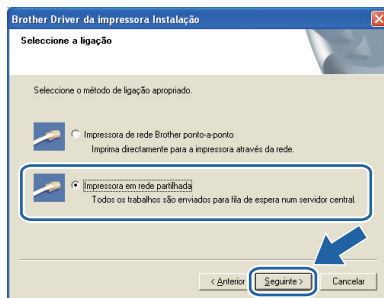 Brother Driver da impressora Instalação
Seleccione a ligação
Seleccione o método de ligação apropriado.
Impressora de rede Brother ponto-a-ponto
Imprima directamente para a impressora através da rede.
Impressora em rede partilhada
Todos os trabalhos são enviados para fila de espera num servidor central.
< Anterior Seguinte > Cancelar